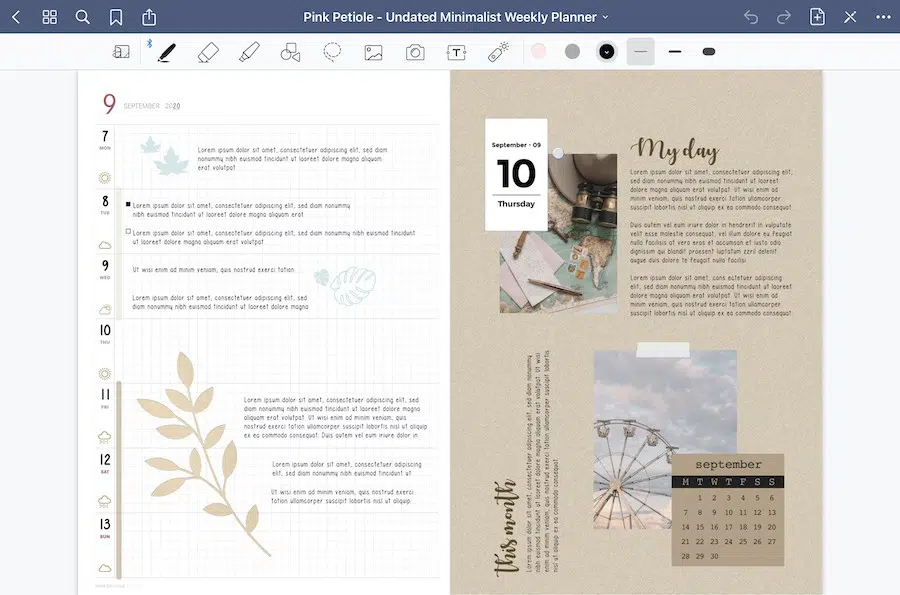 Pink Petiole - Undated Minimalist Weekly Planner
T
9 SEPTEMBER 2020
7
MON
Lorem ipsum dolor sit amet, consectetuer adipiscing elit, sed diam
nonummy nibh euismod tincidunt ut laoreet dolore magna aliquam
erat volutpat
8
TUE
Lorem ipsum dolor sit amet, consectetuer adipiscing elit, sed diam nonummy
nibh euismod tincidunt ut laoreet dolore magna aliquam erat
Lorem ipsum dolor sit amet, consectetuer adipiscing elit, sed diam nonummy nibh euismod tincidunt
ut laoreet dolore magna aliquam erat volutpat
9
WED
Ut wisi enim ad minim veniam, quis nostrud exerci tation
Lorem ipsum dolor sit amet, consectetuer adipiscing elit, sed
diam nonummy nibh euismod tincidunt ut laoreet dolore magna
10
THU
11
FRI
Lorem ipsum dolor sit amet, consectetuer adipiscing elit, sed diam
nonummy nibh euismod tincidunt ut laoreet dolore magna aliquam
erat volutpat. Ut wisi enim ad minim veniam, quis
nostrud exerci tation ullamcorper suscipit lobortis nisl ut aliquip
ex ea commodo consequat. Duis autem vel eum iriure dolor in
12
SAT
Lorem ipsum dolor sit amet, consectetuer adipiscing
elit, sed diam nonummy nibh euismod tincidunt ut
Ut wisi enim ad minim veniam, quis nostrud exerci
tation ullamcorper suscipit lobortis nisl ut aliquip
13
SUN
September - 09
10
Thursday
My day
Lorem ipsum dolor sit amet, consectetuer adipiscing elit,
sed diam nonummy nibh euismod tincidunt ut laoreet
dolore magna aliquam erat volutpat. Ut wisi enim ad
minim veniam, quis nostrud exerci tation ullamcorper
suscipit lobortis nisl ut aliquip ex ea commodo consequat.
Duis autem vel eum iriure dolor in hendrerit in vulputate
velit esse molestie consequat, vel illum dolore eu feugiat
nulla facilisis at vero eros et accumsan et iusto odio
dignissim qui blandit praesent luptatum zzril delenit
augue duis dolore te feugait nulla facilisi
Lorem ipsum dolor sit amet, cons ectetuer adipiscing elit,
sed diam nonummy nibh euismod tincidunt ut laoreet
dolore magna aliquam erat volutpat. Ut wisi enim ad
minim veniam, quis nostrud exerci tation ullamcorper
suscipit lobortis nisl ut aliquip ex ea commodo consequat.
this month
Lorem ipsum dolor sit amet, consectetuer adipiscing elit, sed diam nonummy
nibh euismod tincidunt ut laoreet dolore magna aliquam erat volutpat. Ut wisi
enim ad minim veniam, quis nostrud exerci tation ullamcorper suscipit lobortis
nisl ut aliquip ex ea commodo consequat.
september
M T W T F S S
1 2 3 4 5 6
7 8 9 10 11 12 13
14 15 16 17 18 19 20
21 22 23 24 25 26 27
28 29 30